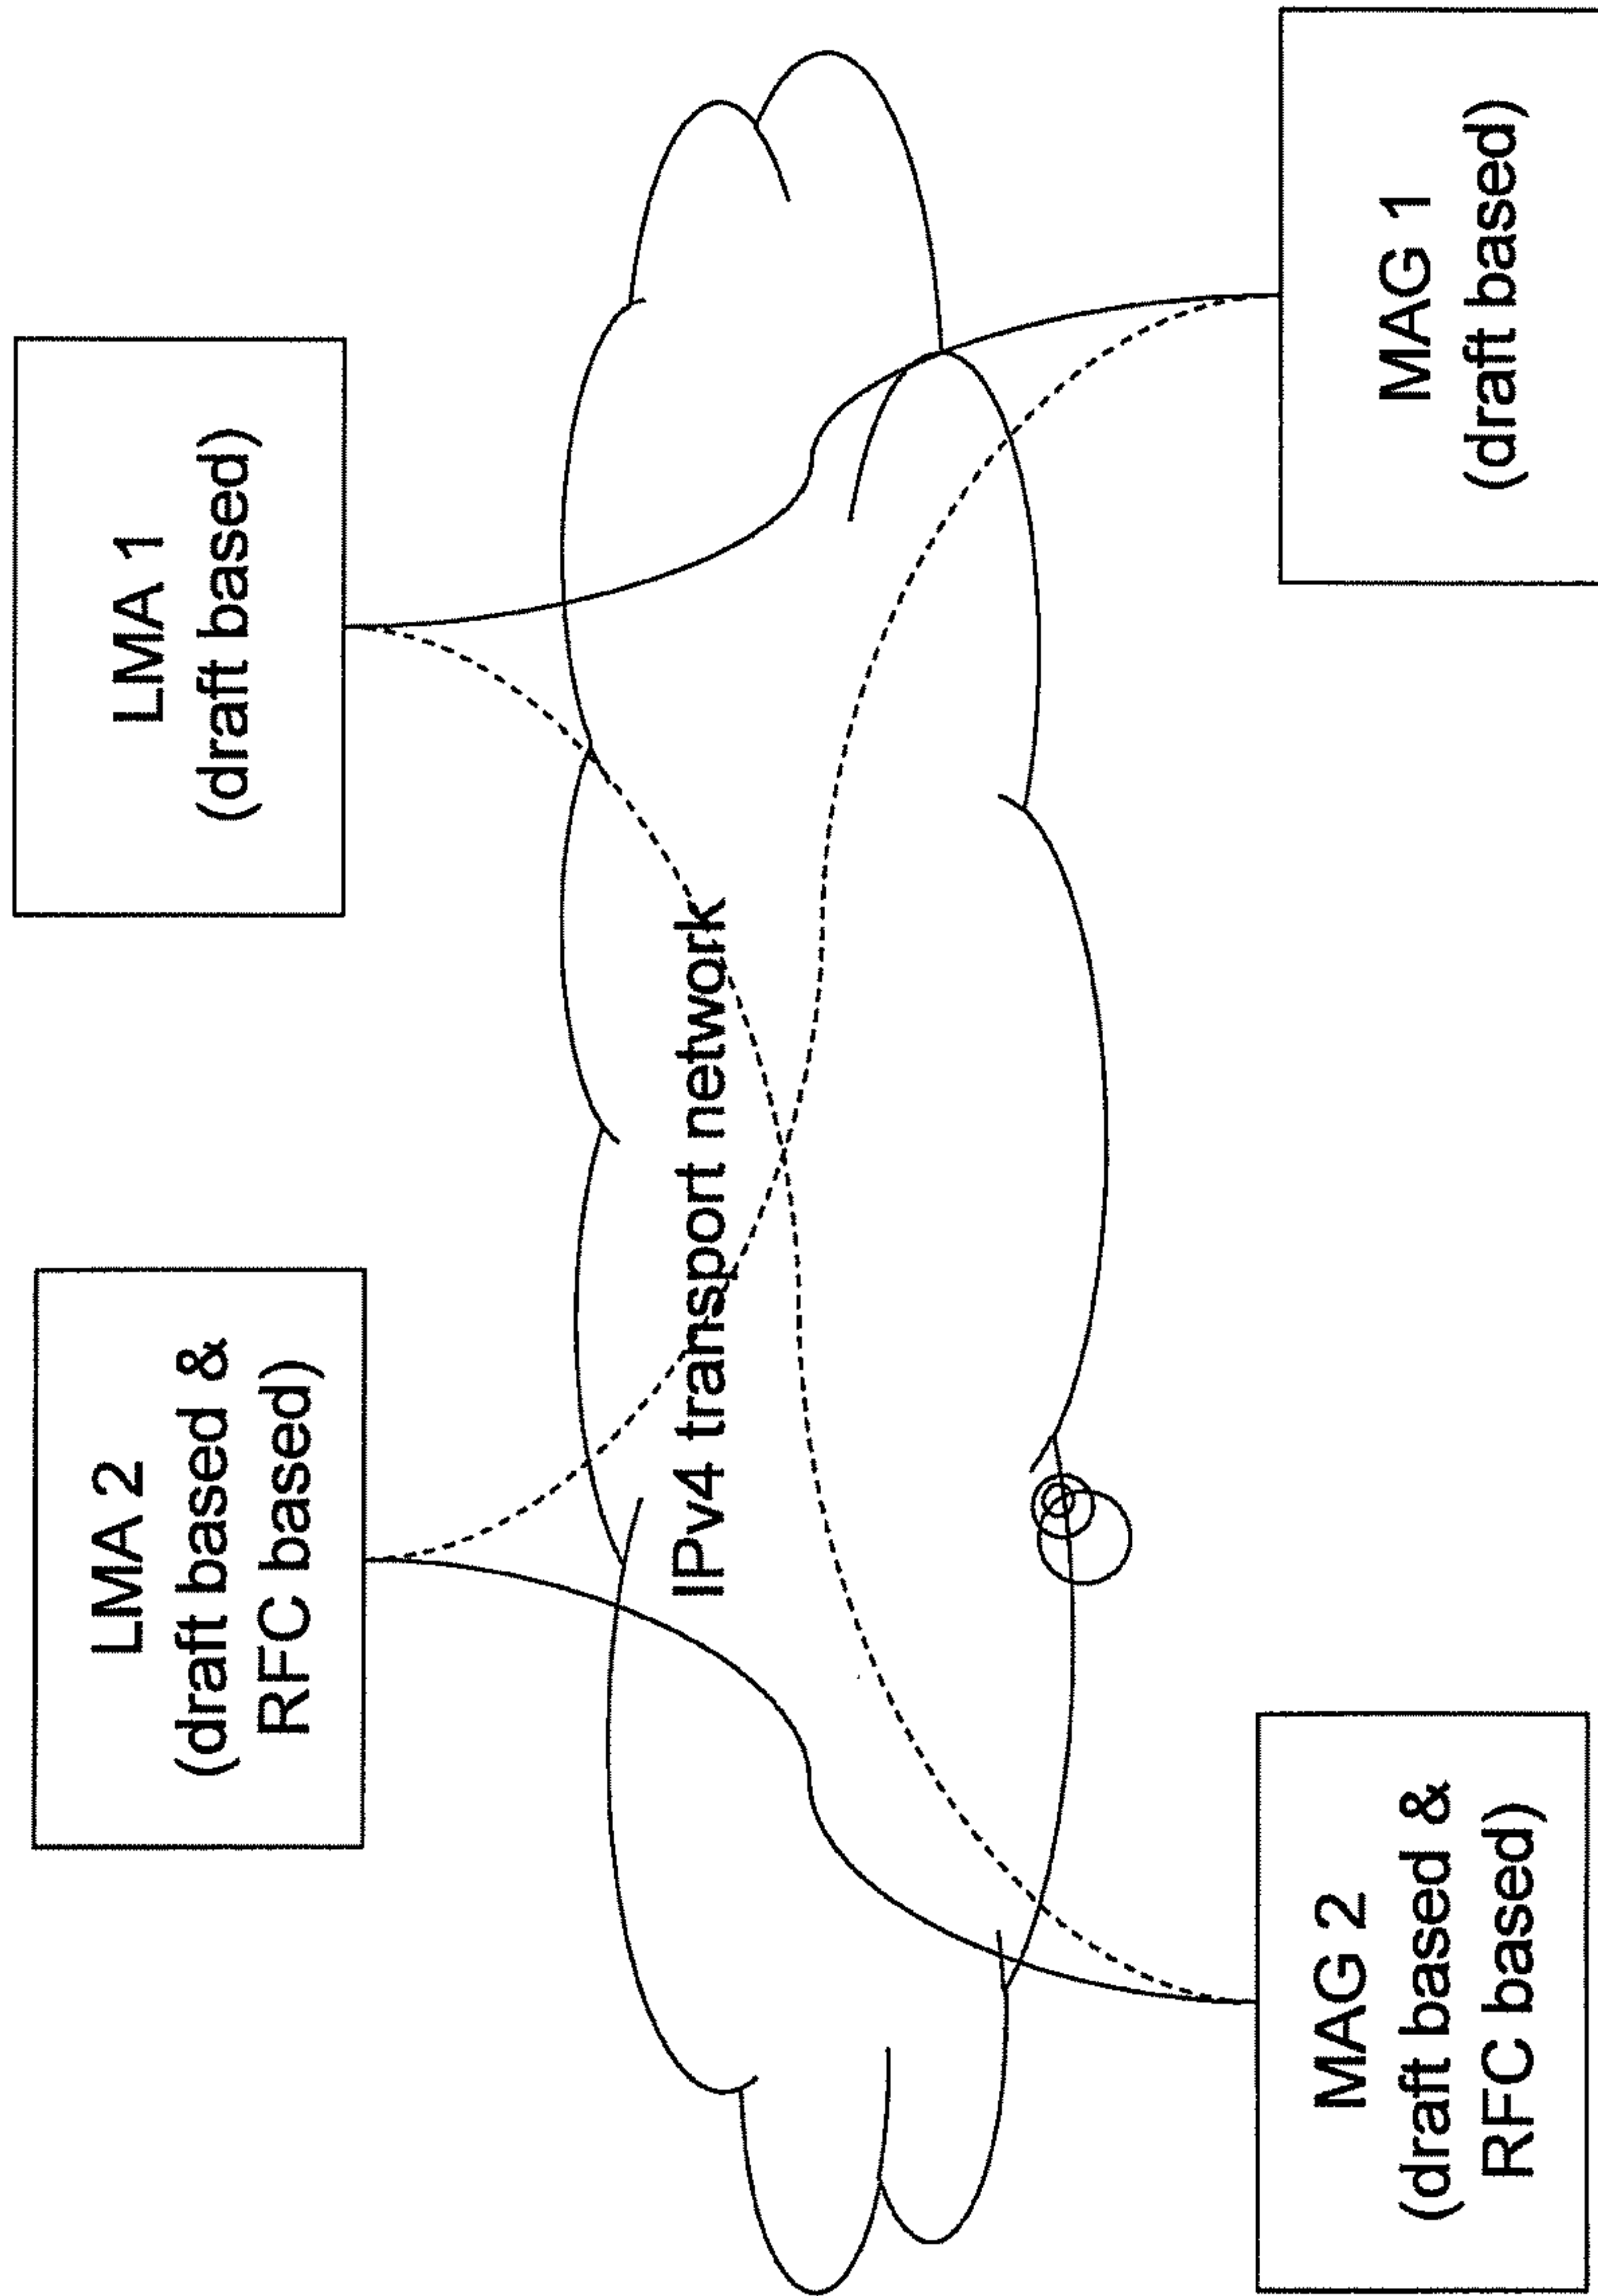 LMA 2
(draft based &
RFC based)
LMA 1
(draft based)
IPv4 transport network
MAG 2
(draft based &
RFC based)
MAG 1
(draft based)